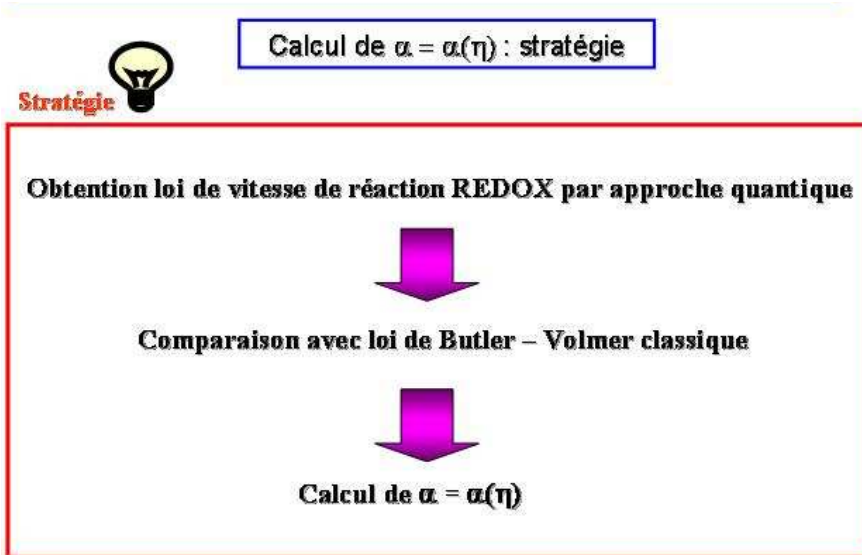 Calcul de α = α(η) : stratégie
Stratégie
Obtention loi de vitesse de réaction REDOX par approche quantique
Comparaison avec loi de Butler – Volmer classique
Calcul de α = α(η)